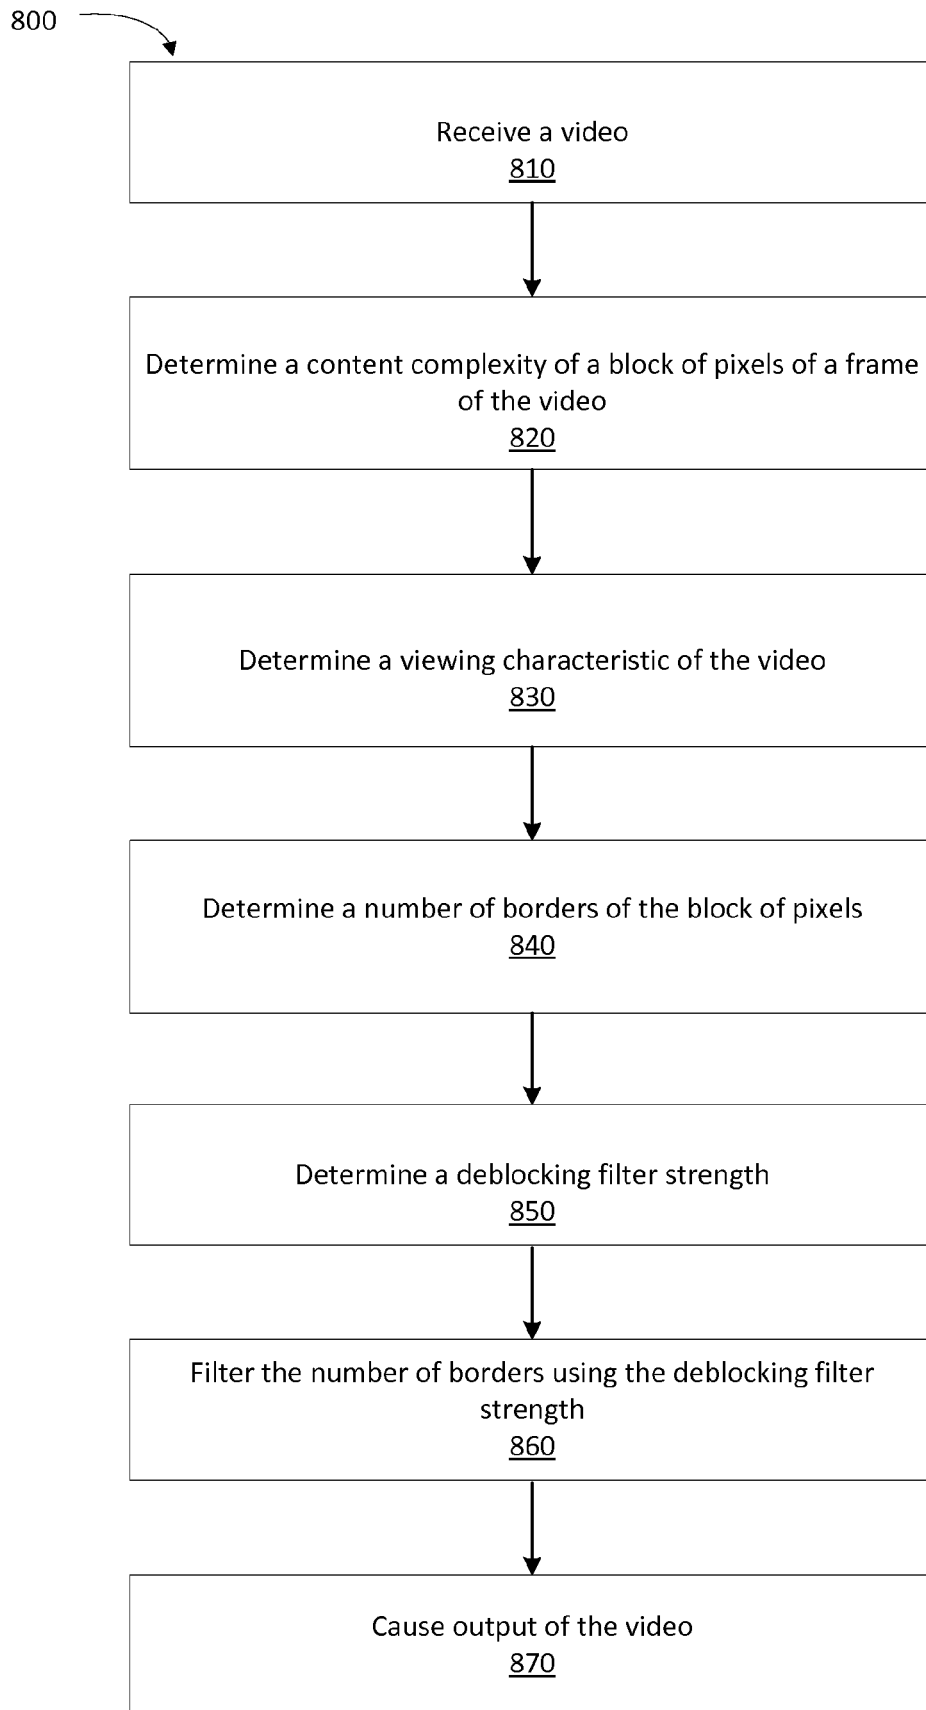 800
Receive a video
810
Determine a content complexity of a block of pixels of a frame
of the video
820
Determine a viewing characteristic of the video
830
Determine a number of borders of the block of pixels
840
Determine a deblocking filter strength
850
Filter the number of borders using the deblocking filter
strength
860
Cause output of the video
870